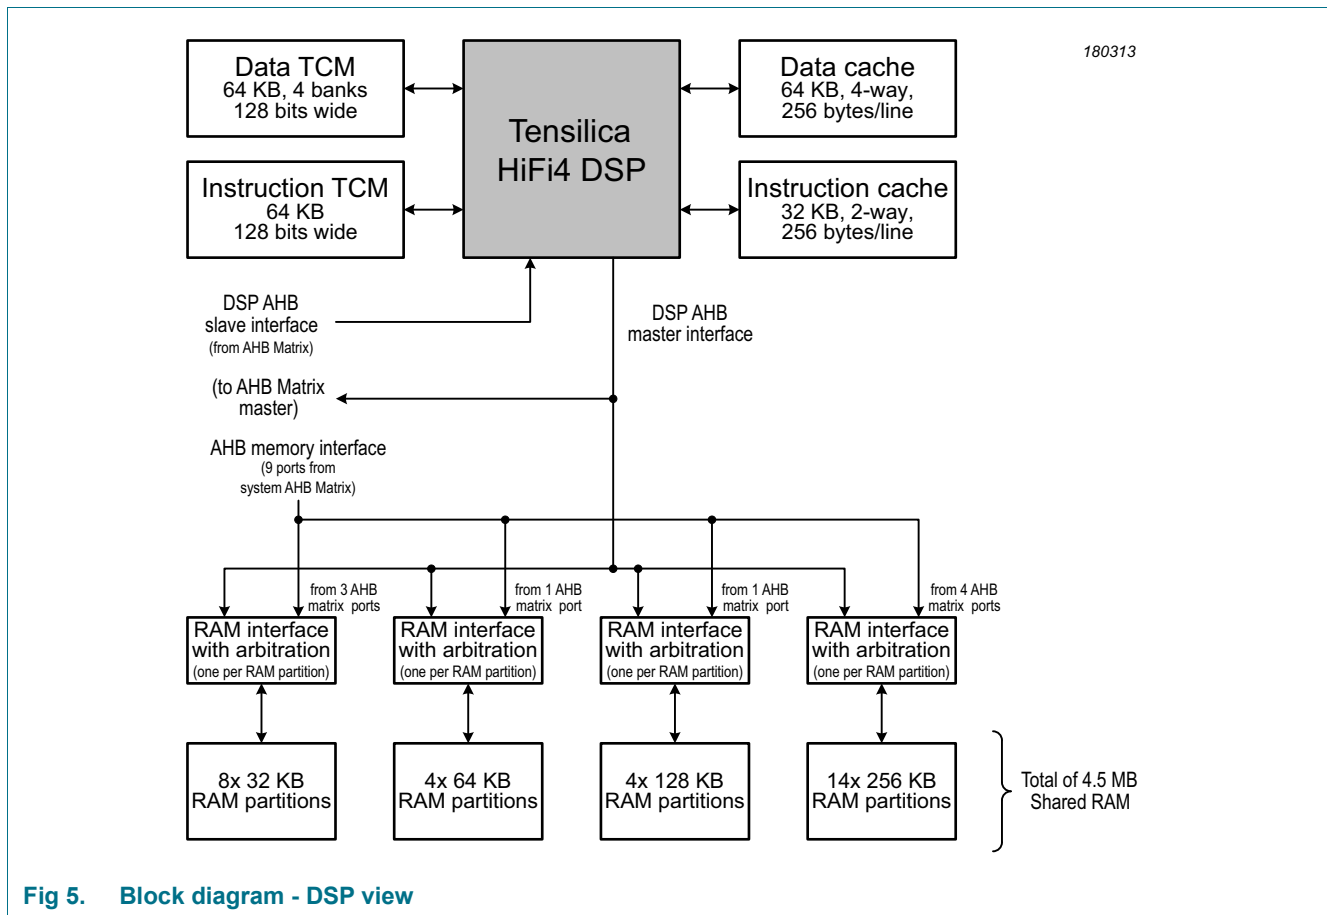 180313
Data TCM
64 KB, 4 banks
128 bits wide
Tensilica
HiFi4 DSP
Data cache
64 KB, 4-way,
256 bytes/line
Instruction TCM
64 KB
128 bits wide
Instruction cache
32 KB, 2-way,
256 bytes/line
DSP AHB
slave interface
(from AHB Matrix)
DSP AHB
master interface
(to AHB Matrix
master)
AHB memory interface
(9 ports from
system AHB Matrix)
from 3 AHB
matrix ports
from 1 AHB
matrix port
from 1 AHB
matrix port
from 4 AHB
matrix ports
RAM interface
with arbitration
(one per RAM partition)
RAM interface
with arbitration
(one per RAM partition)
RAM interface
with arbitration
(one per RAM partition)
RAM interface
with arbitration
(one per RAM partition)
8x 32 KB
RAM partitions
4x 64 KB
RAM partitions
4x 128 KB
RAM partitions
14x 256 KB
RAM partitions
Total of 4.5 MB
Shared RAM
Fig 5. Block diagram - DSP view